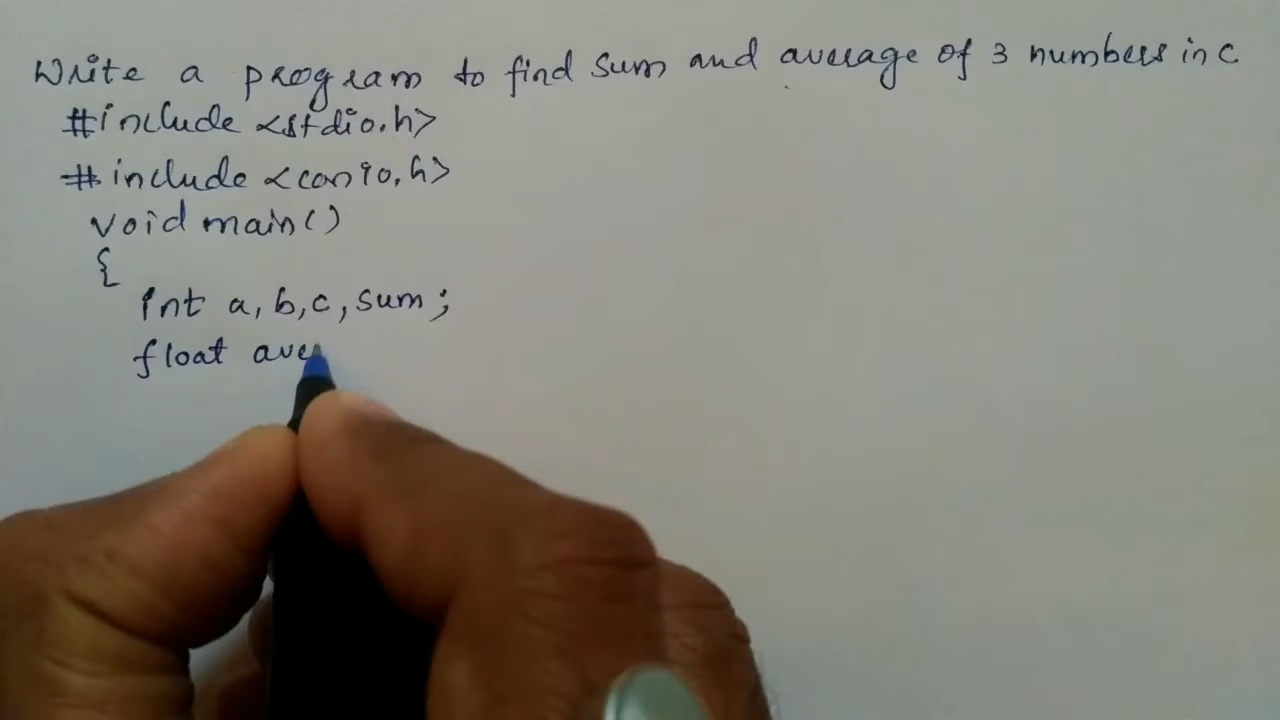 Write a program to find sum and average of 3 numbers in c
#include <stdio.h>
#include <conio.h>
void main()
{
int a, b, c, sum;
float ave